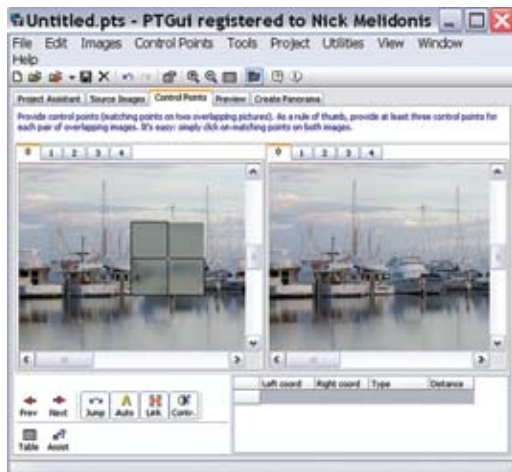 Untitled.pts - PTGui registered to Nick Melidonis
File Edit Images Control Points Tools Project Utilities View Window
Help
Project Assistant Source Images Control Points Preview Create Panorama
Provide control points (matching points on two overlapping pictures). As a rule of thumb, provide at least three control points for
each pair of overlapping images. It's easy: simply click on matching points on both images.
0 1 2 3 4 0 1 2 3 4
Left coord Right coord Type Distance
Prev Next Jump Auto Link Contr.
Table Assist